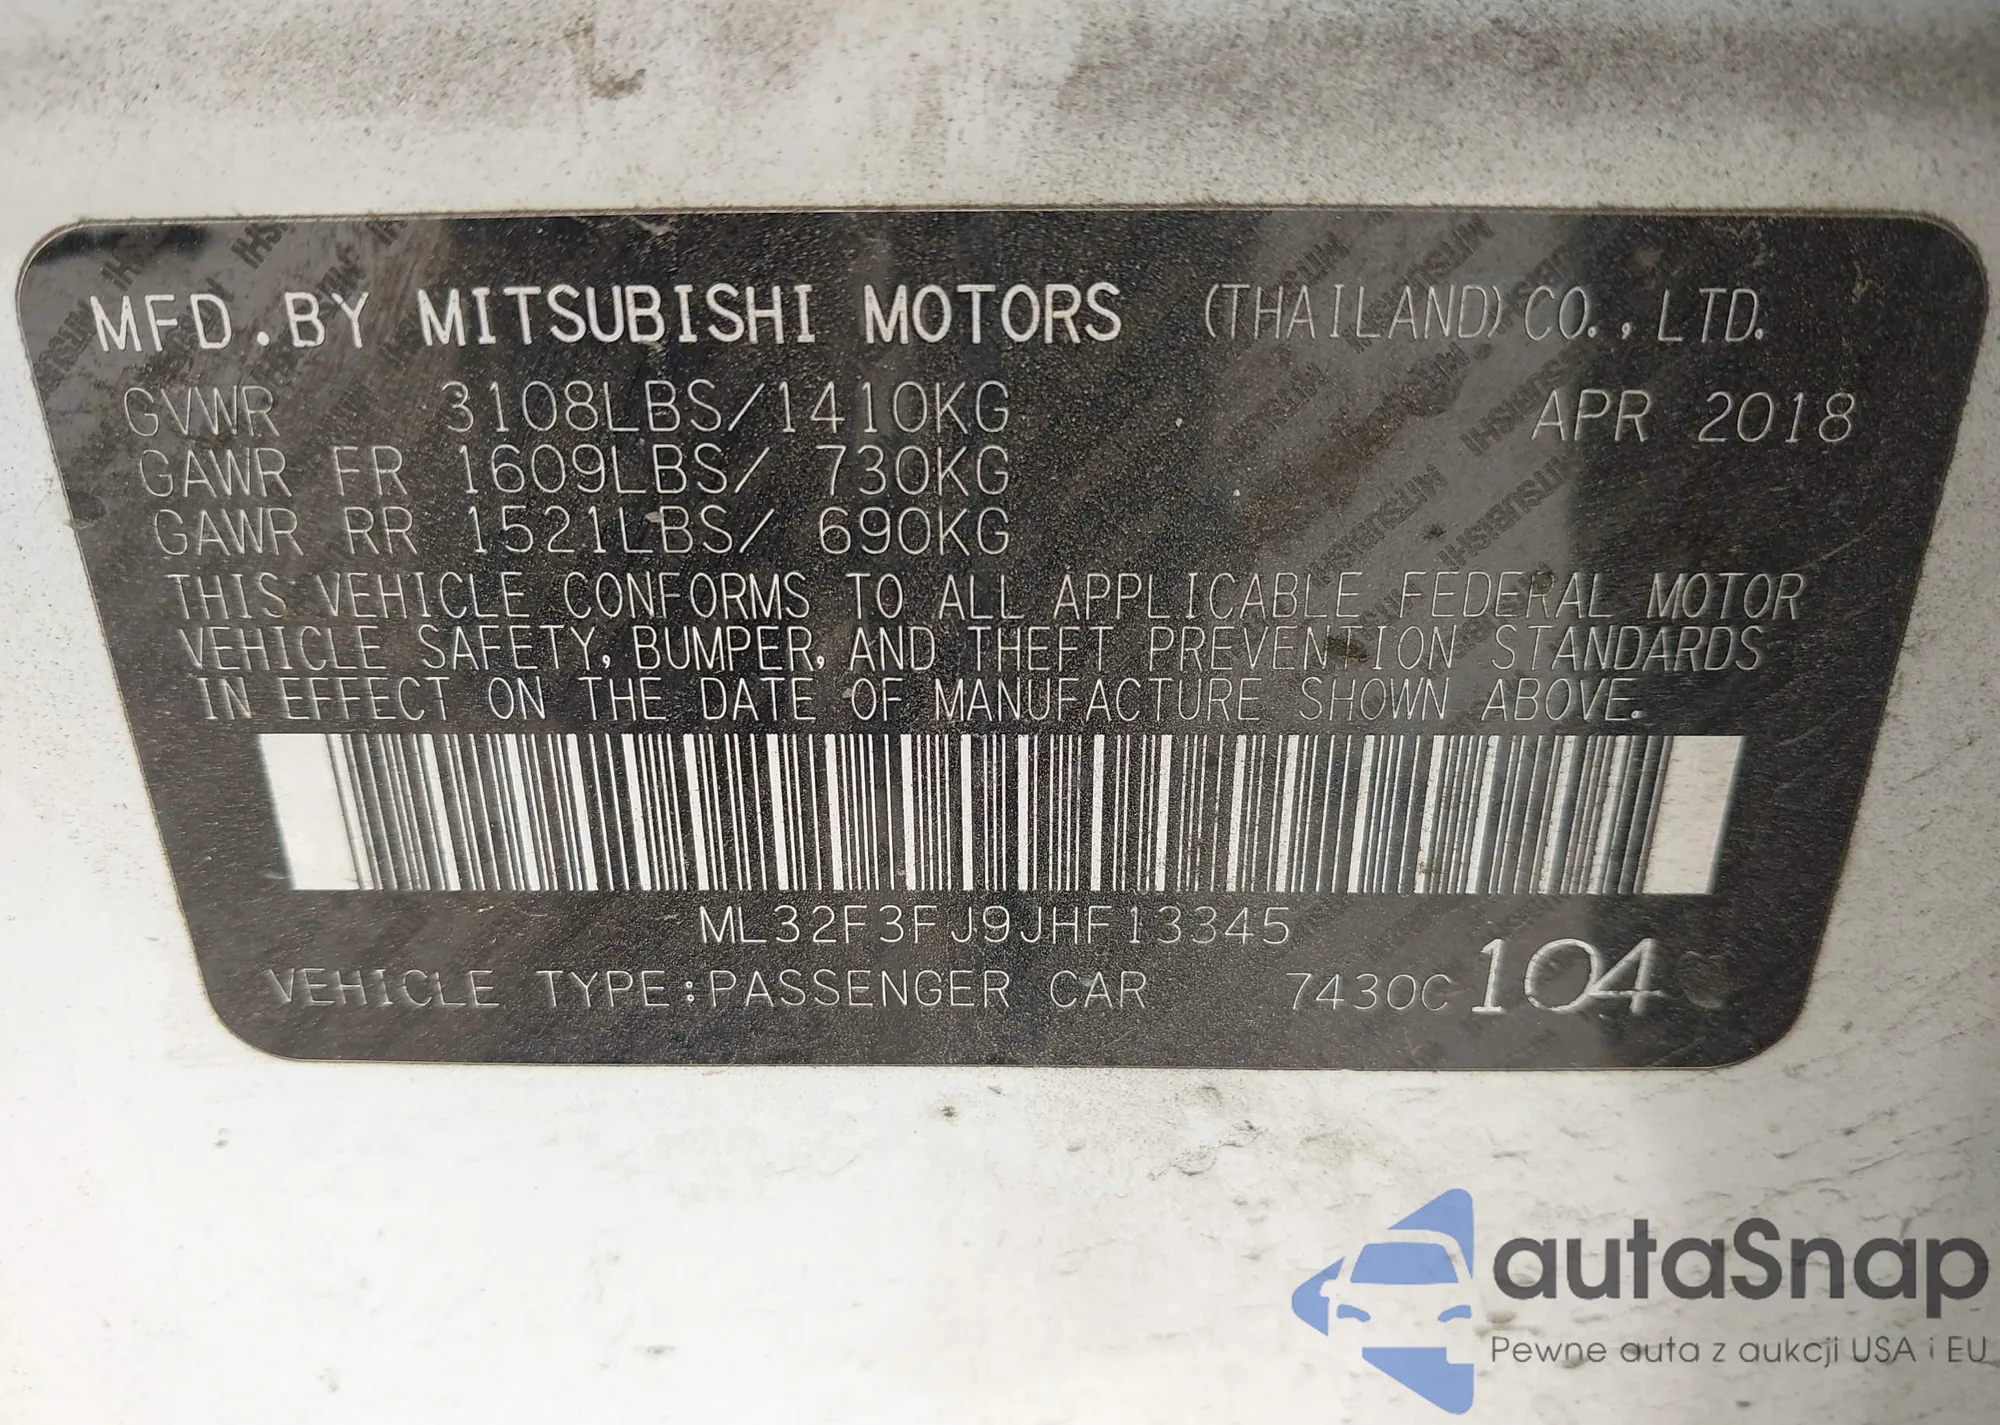 MFD.BY MITSUBISHI MOTORS (THAILAND) CO., LTD.
GVWR 3108LBS/1410KG APR 2018
GAWR FR 1609LBS/ 730KG
GAWR RR 1521LBS/ 690KG
THIS VEHICLE CONFORMS TO ALL APPLICABLE FEDERAL MOTOR
VEHICLE SAFETY, BUMPER, AND THEFT PREVENTION STANDARDS
IN EFFECT ON THE DATE OF MANUFACTURE SHOWN ABOVE.
ML32F3FJ9JHF13345
VEHICLE TYPE:PASSENGER CAR 7430C 104
autaSnap
Pewne auta z aukcji USA i EU